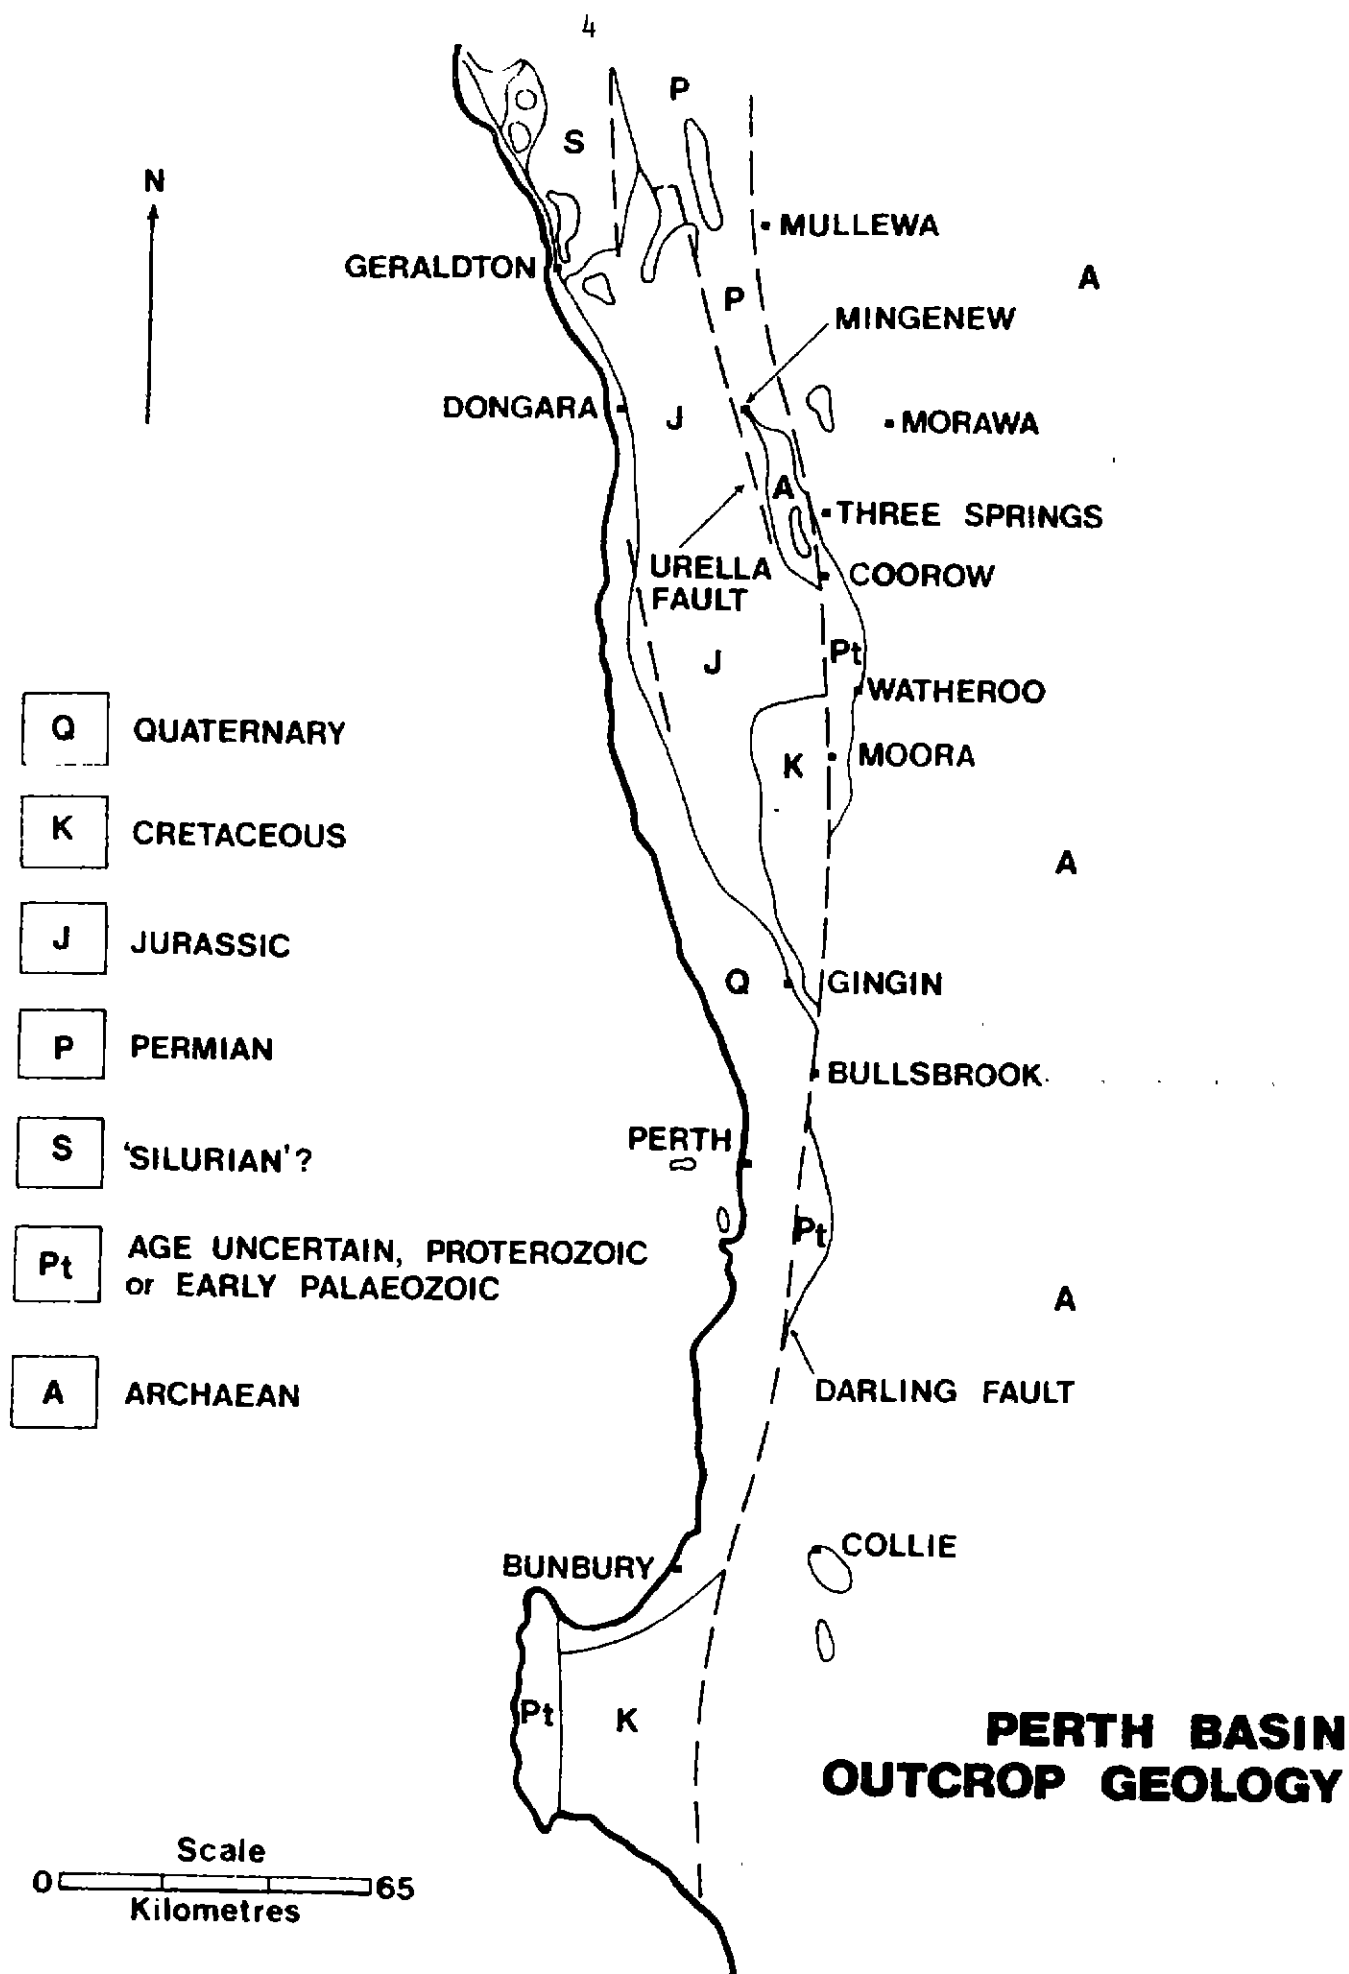 4
P
S
N
MULLEWA
GERALDTON
A
P
MINGENEW
DONGARA
J
MORAWA
A
THREE SPRINGS
URELLA
FAULT
COOROW
J
Pt
WATHEROO
Q QUATERNARY
K
MOORA
K CRETACEOUS
A
J JURASSIC
Q
GINGIN
P PERMIAN
BULLSBROOK
PERTH
S 'SILURIAN'?
Pt
Pt AGE UNCERTAIN, PROTEROZOIC
or EARLY PALAEOZOIC
A
A ARCHAEAN
DARLING FAULT
COLLIE
BUNBURY
Pt
K
PERTH BASIN
OUTCROP GEOLOGY
Scale
0 65
Kilometres